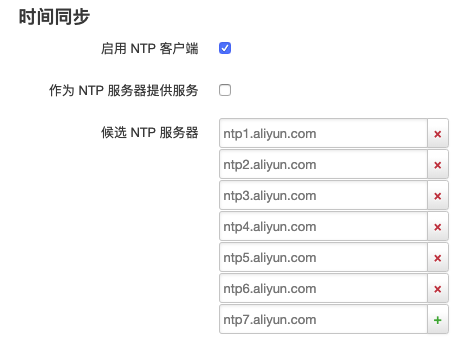 时间同步
启用 NTP 客户端
作为 NTP 服务器提供服务
候选 NTP 服务器
ntp1.aliyun.com
ntp2.aliyun.com
ntp3.aliyun.com
ntp4.aliyun.com
ntp5.aliyun.com
ntp6.aliyun.com
ntp7.aliyun.com